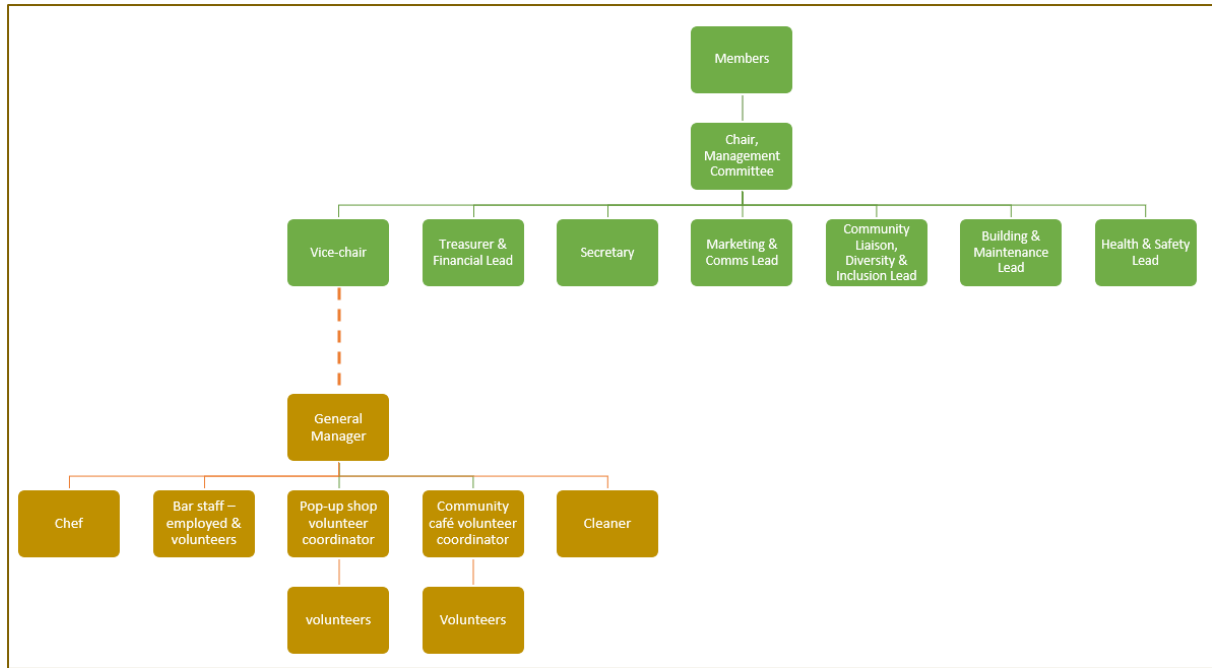 Members
Chair,
Management
Committee
Vice-chair
Treasurer &
Financial Lead
Secretary
Marketing &
Comms Lead
Community
Liaison,
Diversity &
Inclusion Lead
Building &
Maintenance
Lead
Health & Safety
Lead
General
Manager
Chef
Bar staff –
employed &
volunteers
Pop-up shop
volunteer
coordinator
Community
café volunteer
coordinator
Cleaner
volunteers
Volunteers